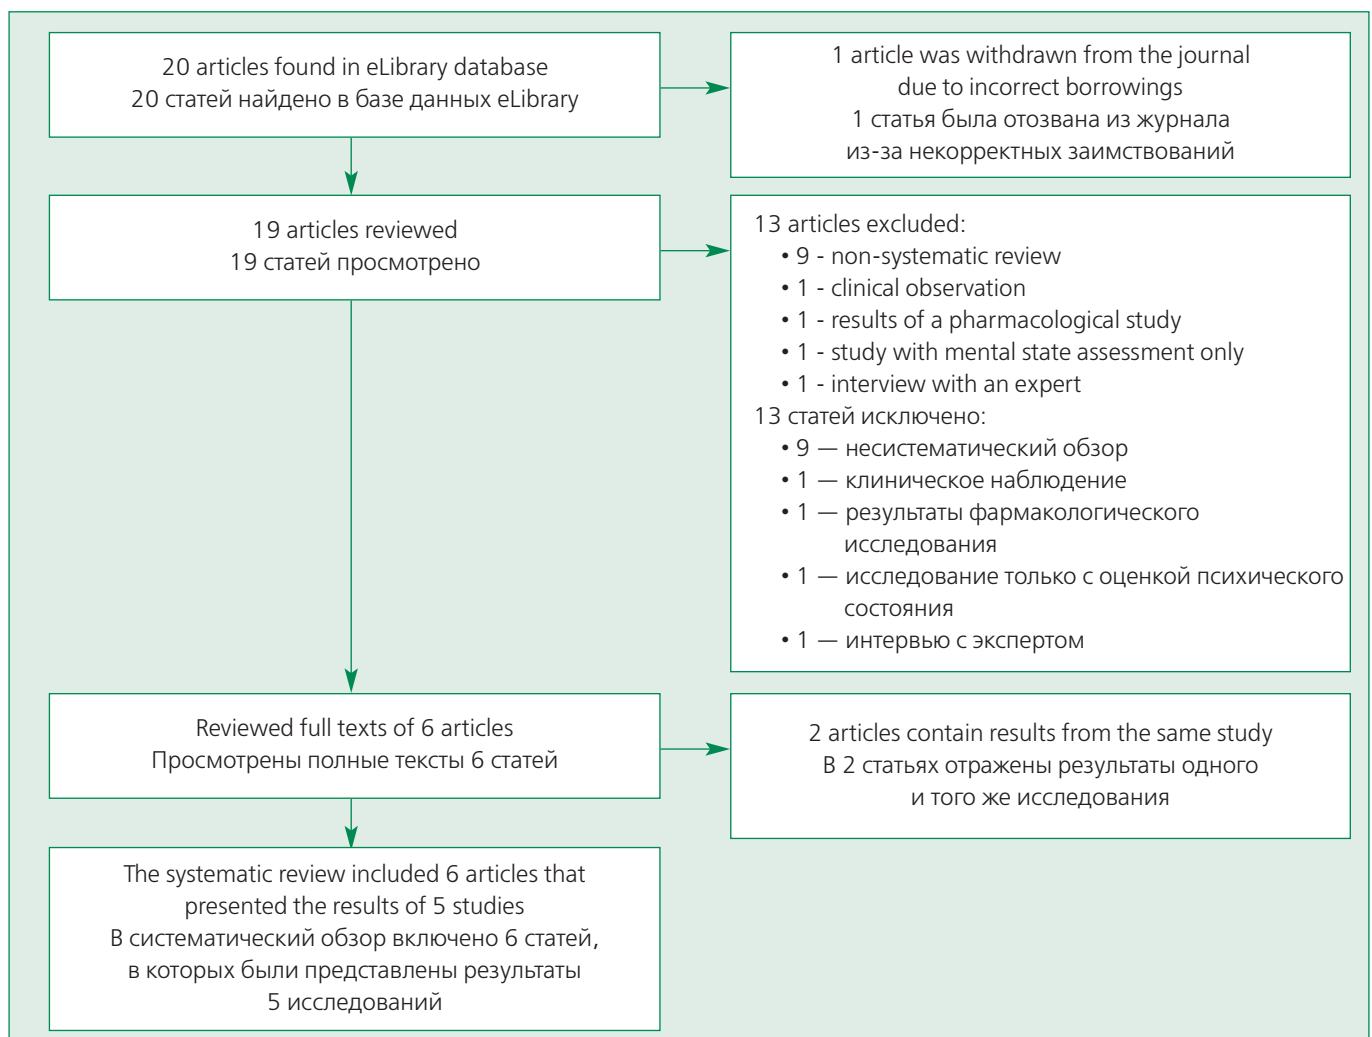 20 articles found in eLibrary database
20 статей найдено в базе данных eLibrary
1 article was withdrawn from the journal
due to incorrect borrowings
1 статья была отозвана из журнала
из-за некорректных заимствований
19 articles reviewed
19 статей просмотрено
13 articles excluded:
• 9 - non-systematic review
• 1 - clinical observation
• 1 - results of a pharmacological study
• 1 - study with mental state assessment only
• 1 - interview with an expert
13 статей исключено:
• 9 — несистематический обзор
• 1 — клиническое наблюдение
• 1 — результаты фармакологического
исследования
• 1 — исследование только с оценкой психического
состояния
• 1 — интервью с экспертом
Reviewed full texts of 6 articles
Просмотрены полные тексты 6 статей
2 articles contain results from the same study
В 2 статьях отражены результаты одного
и того же исследования
The systematic review included 6 articles that
presented the results of 5 studies
В систематический обзор включено 6 статей,
в которых были представлены результаты
5 исследований